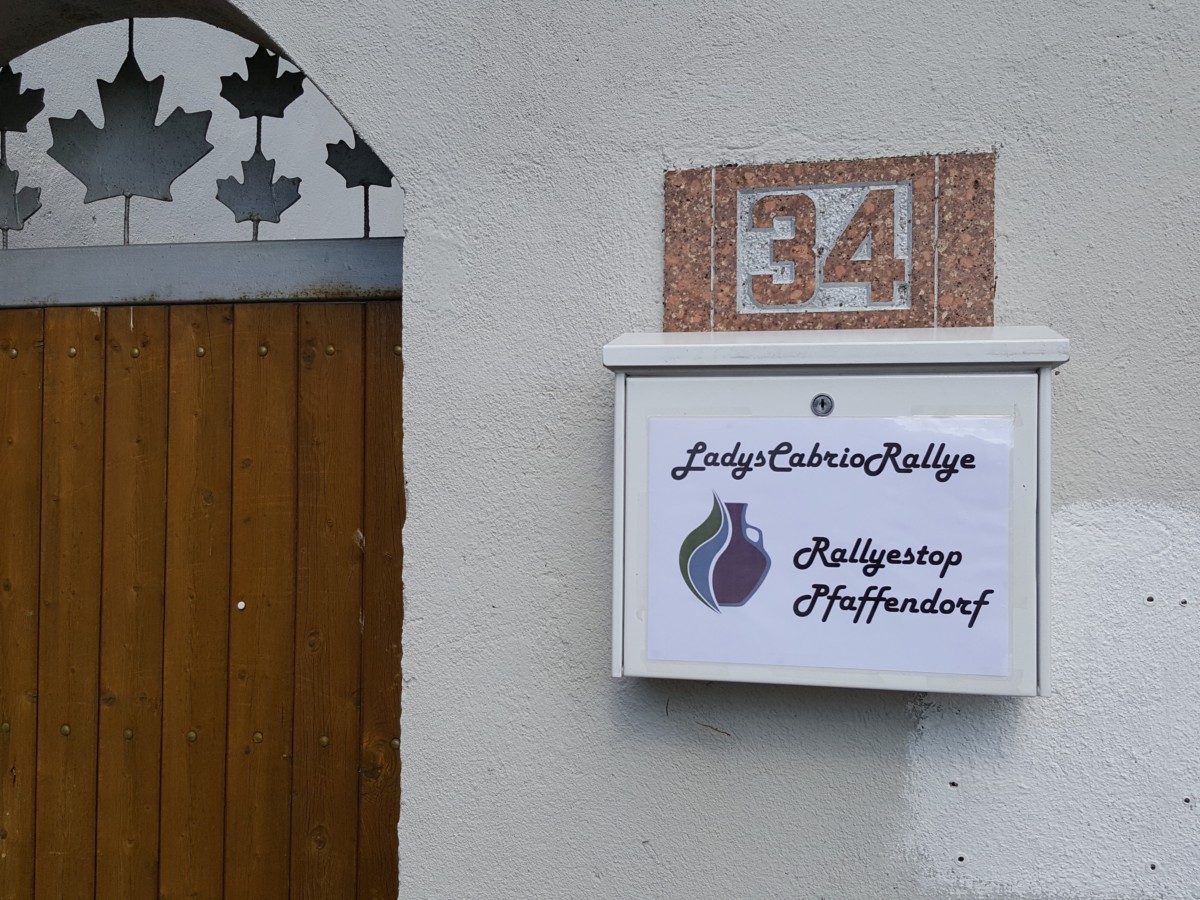 34
LadysCabrioRallye
Rallyestop
Pfaffendorf